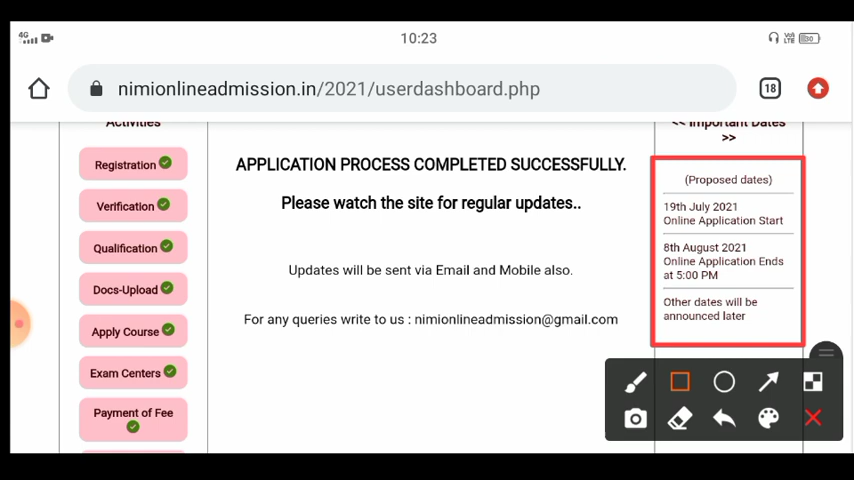 4G
10:23
Vo)
LTE
30
nimionlineadmission.in/2021/userdashboard.php
18
Activities
<< Important Dates
>>
Registration
Verification
Qualification
Docs-Upload
Apply Course
Exam Centers
Payment of Fee
APPLICATION PROCESS COMPLETED SUCCESSFULLY.
Please watch the site for regular updates..
Updates will be sent via Email and Mobile also.
For any queries write to us : nimionlineadmission@gmail.com
(Proposed dates)
19th July 2021
Online Application Start
8th August 2021
Online Application Ends
at 5:00 PM
Other dates will be
announced later